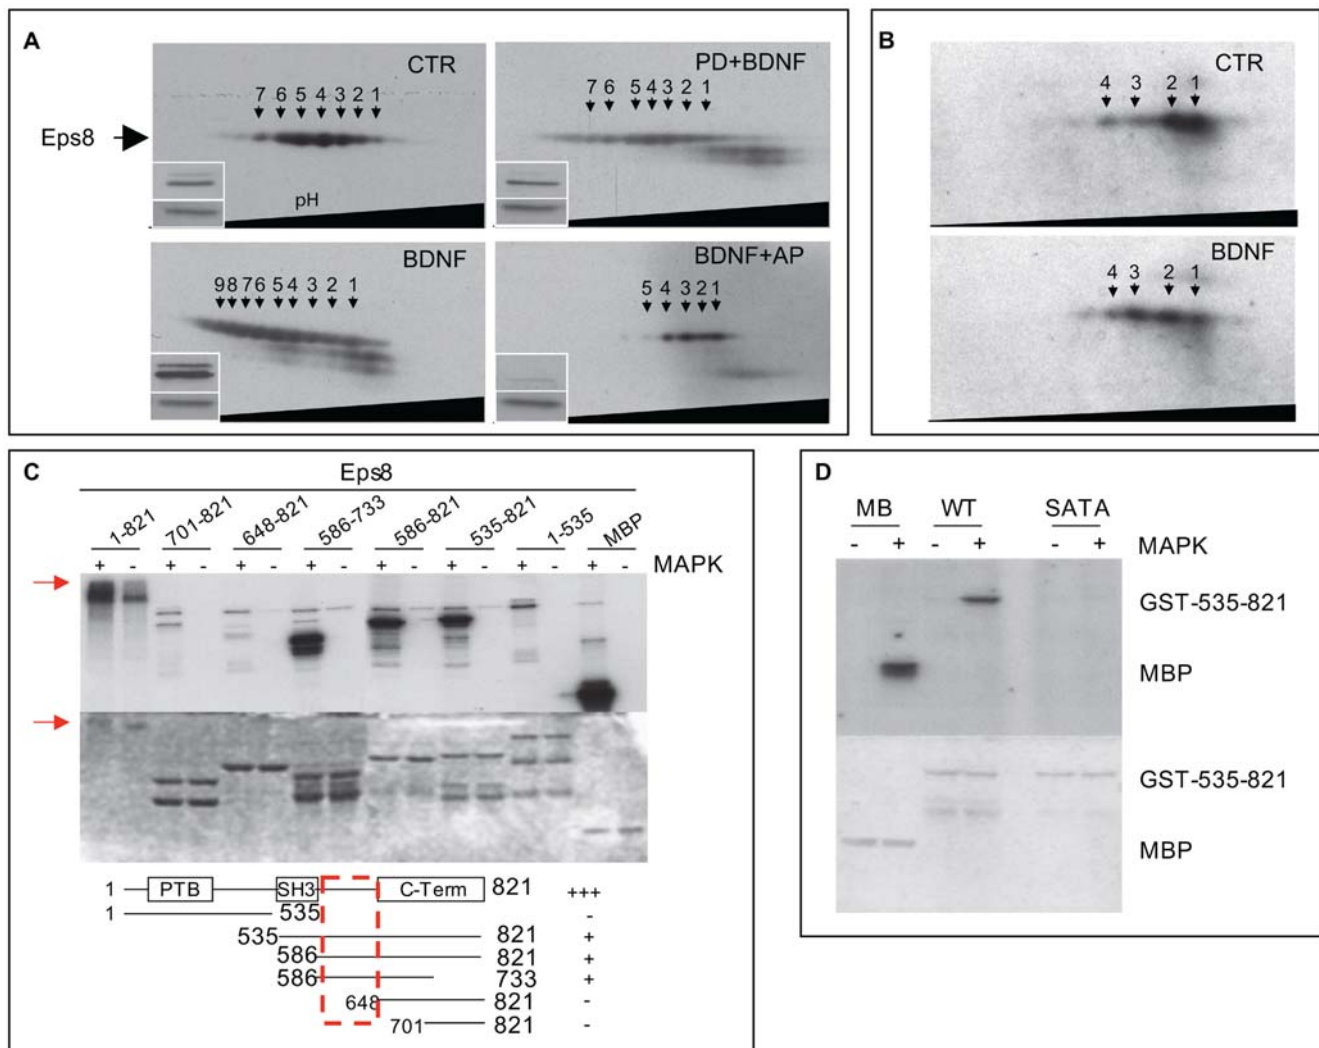 A
CTR
7 6 5 4 3 2 1
Eps8
pH
PD+BDNF
7 6 5 4 3 2 1
BDNF
9 8 7 6 5 4 3 2 1
BDNF+AP
5 4 3 2 1
B
CTR
4 3 2 1
BDNF
4 3 2 1
C
Eps8
1-821 701-821 648-821 586-733 586-821 535-821 1-535 MBP
+ - + - + - + - + - + - + - + - MAPK
1 PTB SH3 C-Term 821 +++
1 535 -
535 821 +
586 821 +
586 733 +
648 821 -
701 821 -
D
MB WT SATA
- + - + - + MAPK
GST-535-821
MBP
GST-535-821
MBP